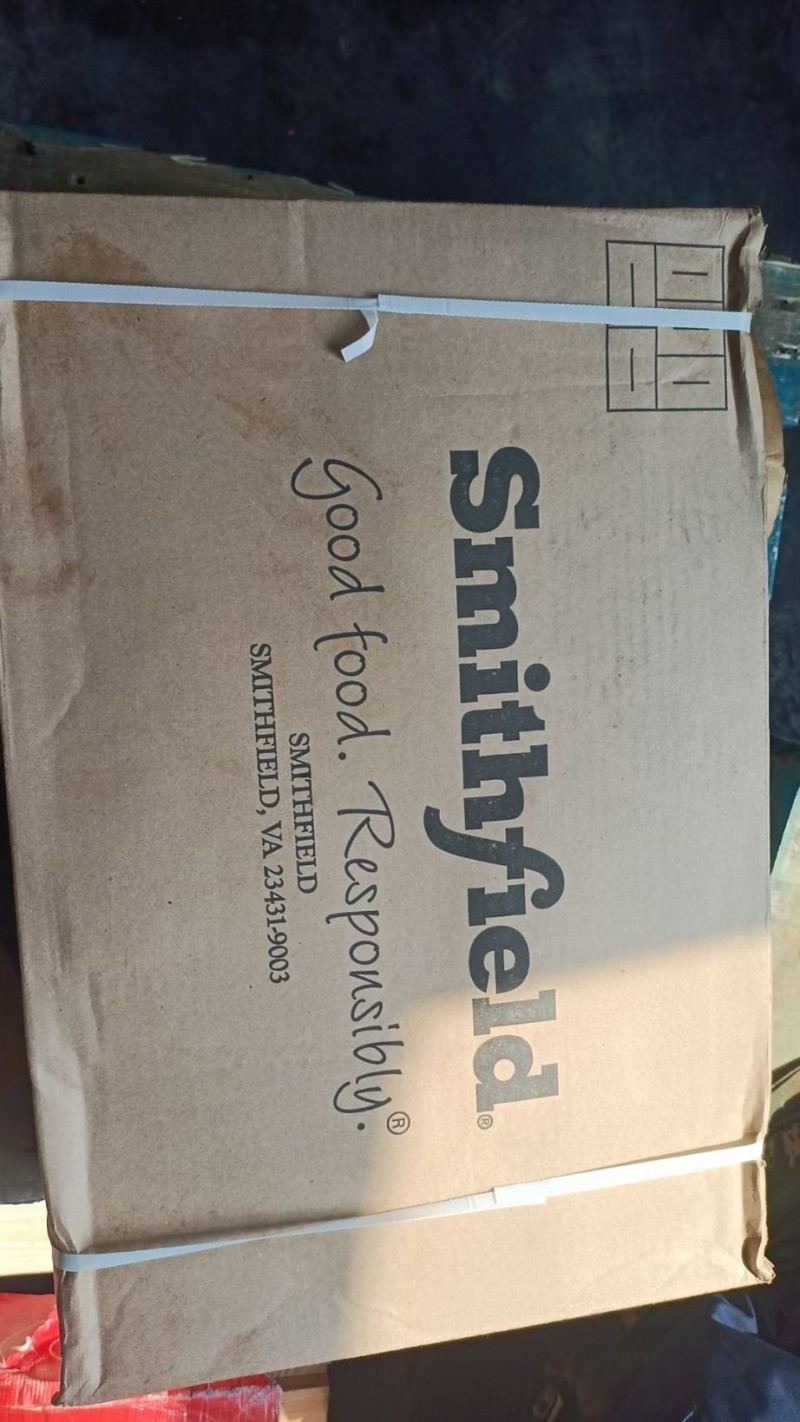 Smithfield®
Good food. Responsibly.®
SMITHFIELD
SMITHFIELD, VA 23431-9003